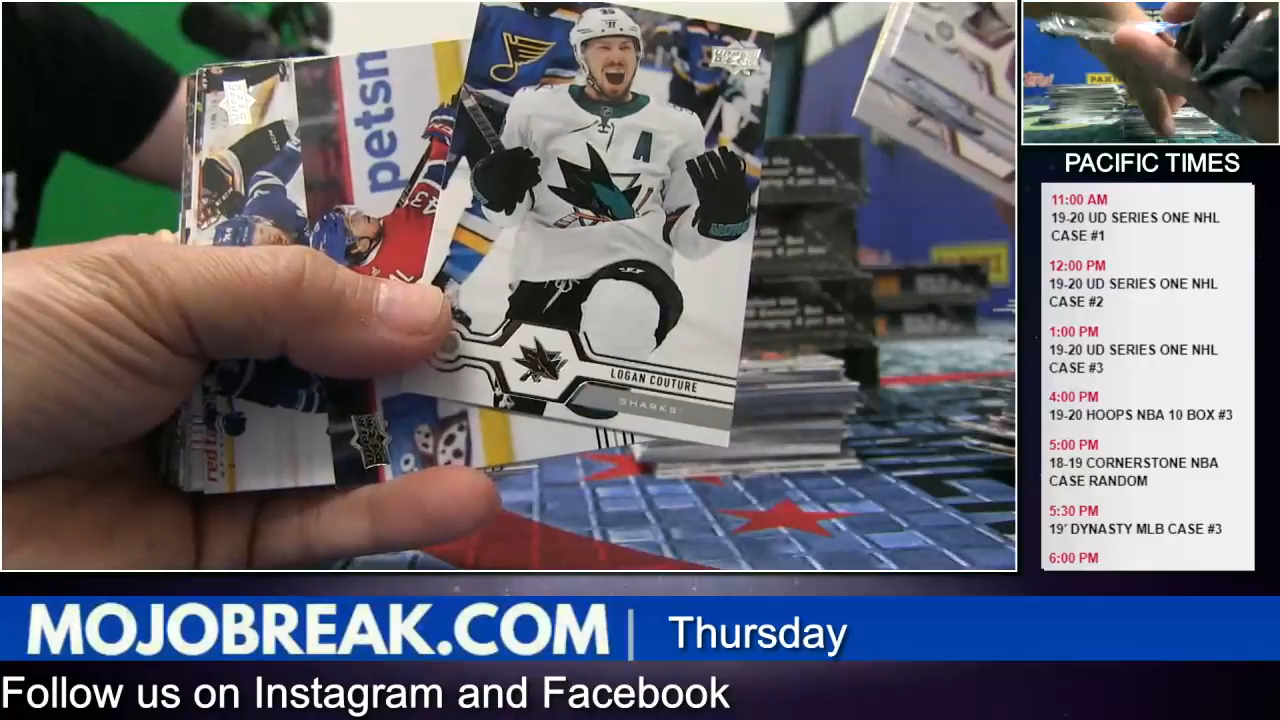 petsm
UPPER DECK
A
LOGAN COUTURE
SHARKS
43
PANINI
PACIFIC TIMES
11:00 AM
19-20 UD SERIES ONE NHL
CASE #1
12:00 PM
19-20 UD SERIES ONE NHL
CASE #2
1:00 PM
19-20 UD SERIES ONE NHL
CASE #3
4:00 PM
19-20 HOOPS NBA 10 BOX #3
5:00 PM
18-19 CORNERSTONE NBA
CASE RANDOM
5:30 PM
19' DYNASTY MLB CASE #3
6:00 PM
MOJOBREAK.COM | Thursday
Follow us on Instagram and Facebook